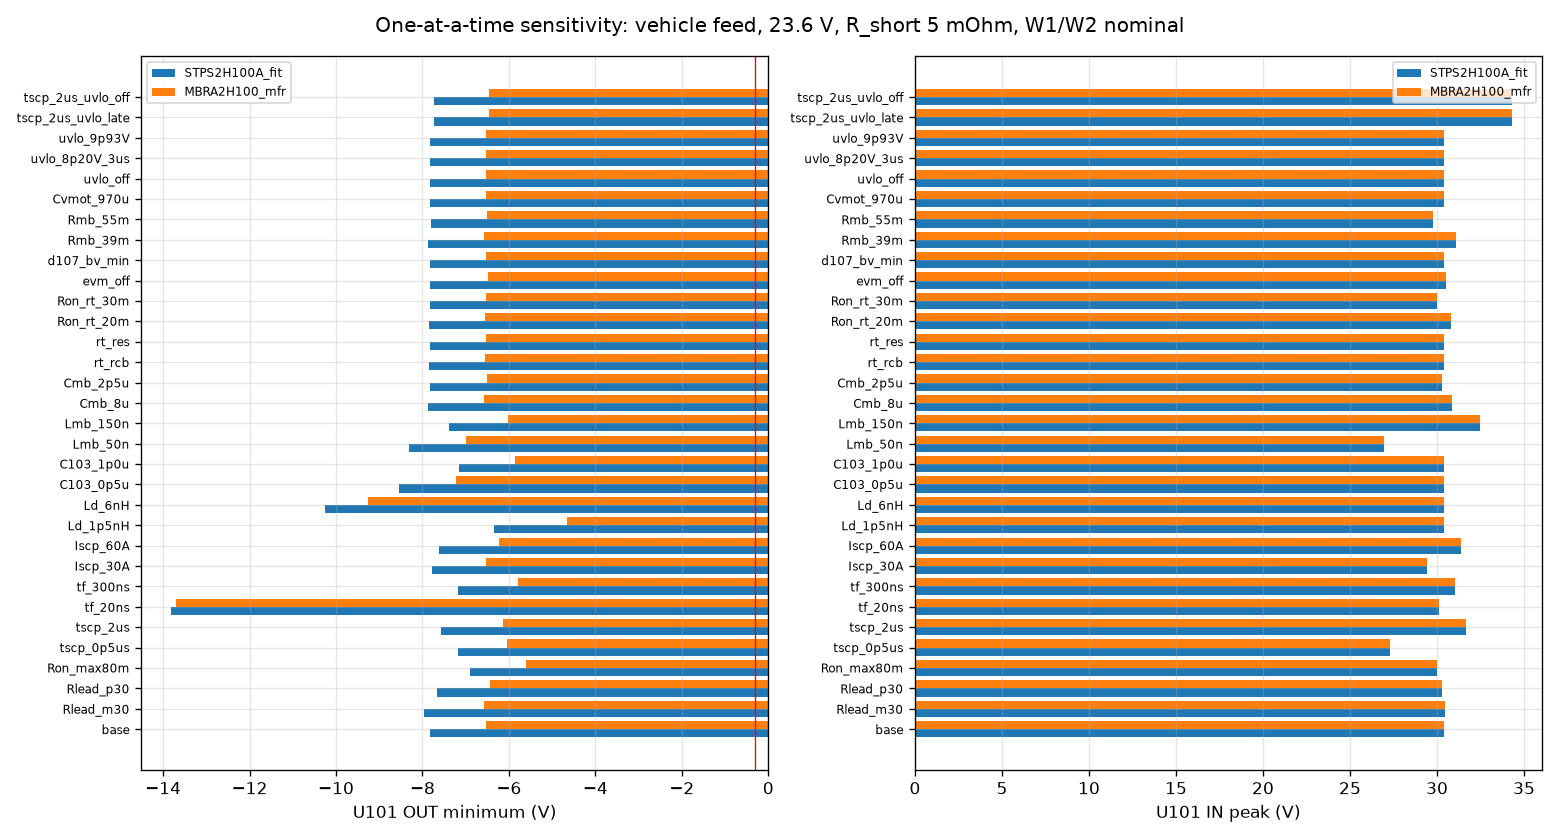 One-at-a-time sensitivity: vehicle feed, 23.6 V, R_short 5 mOhm, W1/W2 nominal
STPS2H100A_fit
MBRA2H100_mfr
tscp_2us_uvlo_off
tscp_2us_uvlo_late
uvlo_9p93V
uvlo_8p20V_3us
uvlo_off
Cvmot_970u
Rmb_55m
Rmb_39m
d107_bv_min
evm_off
Ron_rt_30m
Ron_rt_20m
rt_res
rt_rcb
Cmb_2p5u
Cmb_8u
Lmb_150n
Lmb_50n
C103_1p0u
C103_0p5u
Ld_6nH
Ld_1p5nH
Iscp_60A
Iscp_30A
tf_300ns
tf_20ns
tscp_2us
tscp_0p5us
Ron_max80m
Rlead_p30
Rlead_m30
base
−14 −12 −10 −8 −6 −4 −2 0
U101 OUT minimum (V)
STPS2H100A_fit
MBRA2H100_mfr
tscp_2us_uvlo_off
tscp_2us_uvlo_late
uvlo_9p93V
uvlo_8p20V_3us
uvlo_off
Cvmot_970u
Rmb_55m
Rmb_39m
d107_bv_min
evm_off
Ron_rt_30m
Ron_rt_20m
rt_res
rt_rcb
Cmb_2p5u
Cmb_8u
Lmb_150n
Lmb_50n
C103_1p0u
C103_0p5u
Ld_6nH
Ld_1p5nH
Iscp_60A
Iscp_30A
tf_300ns
tf_20ns
tscp_2us
tscp_0p5us
Ron_max80m
Rlead_p30
Rlead_m30
base
0 5 10 15 20 25 30 35
U101 IN peak (V)